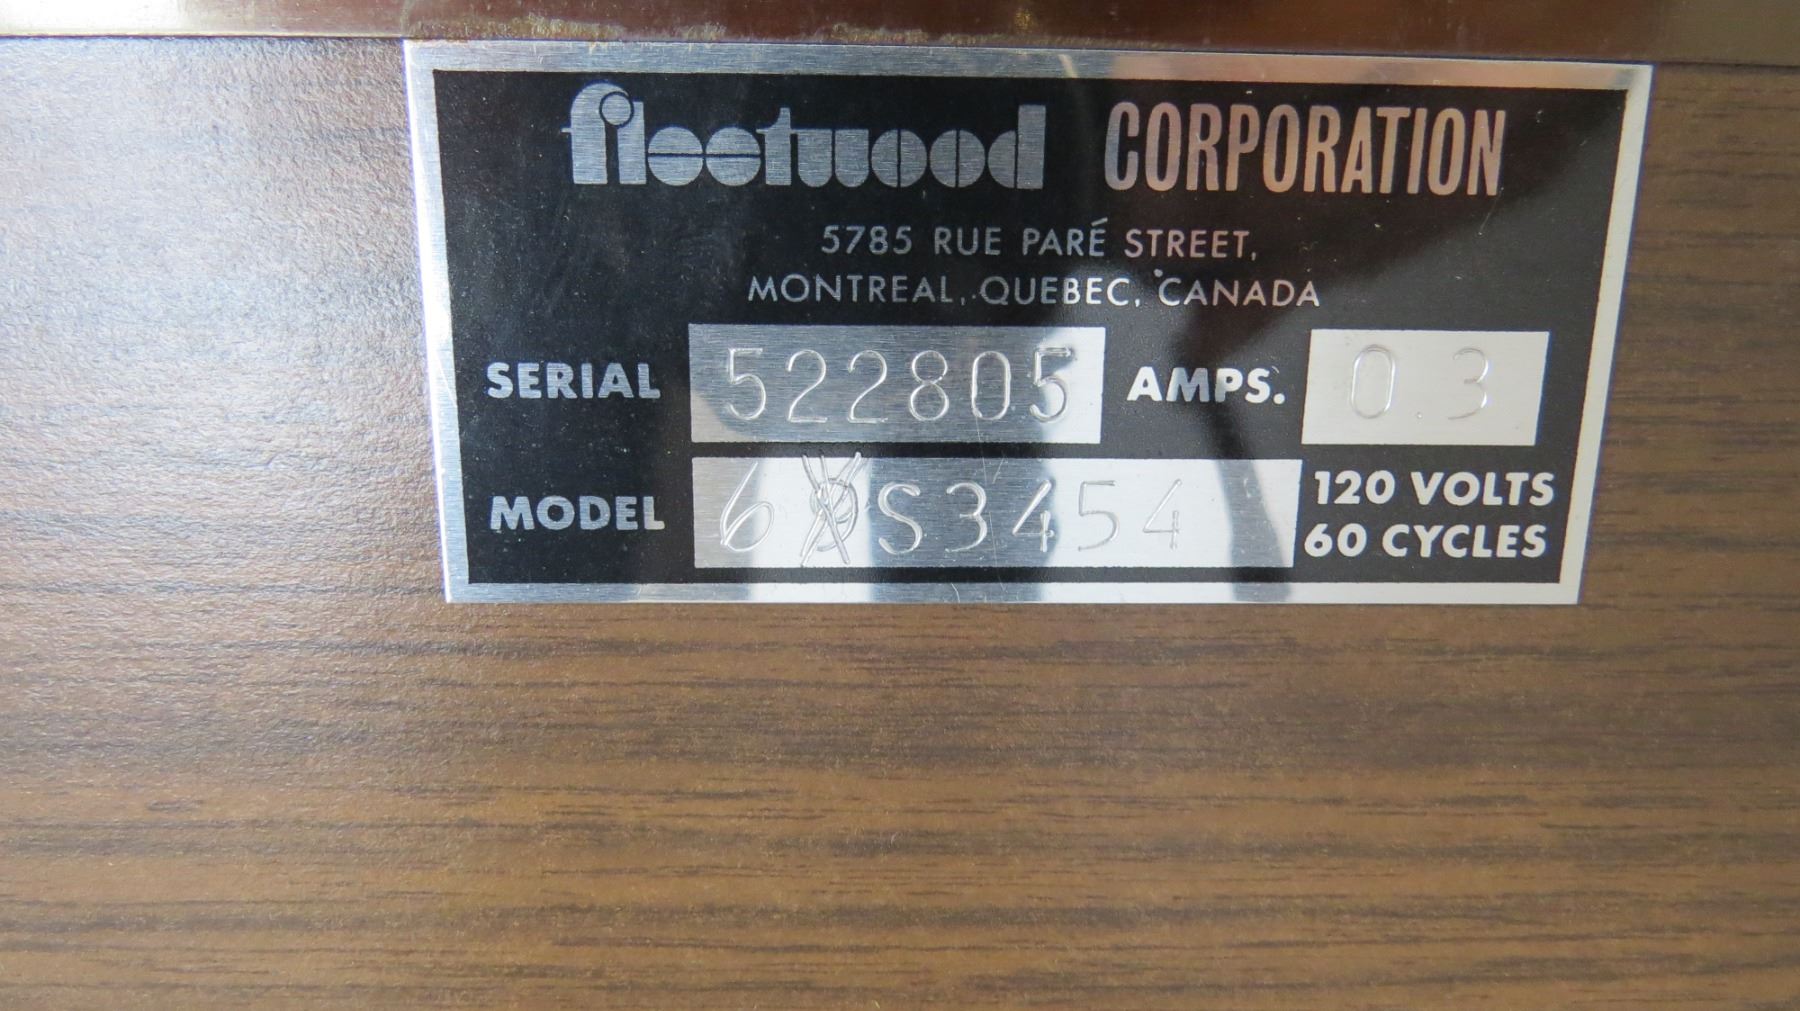 fleetwood CORPORATION
5785 RUE PARÉ STREET,
MONTREAL, QUEBEC, CANADA
SERIAL 522805 AMPS. 0.3
MODEL S3454 120 VOLTS
60 CYCLES